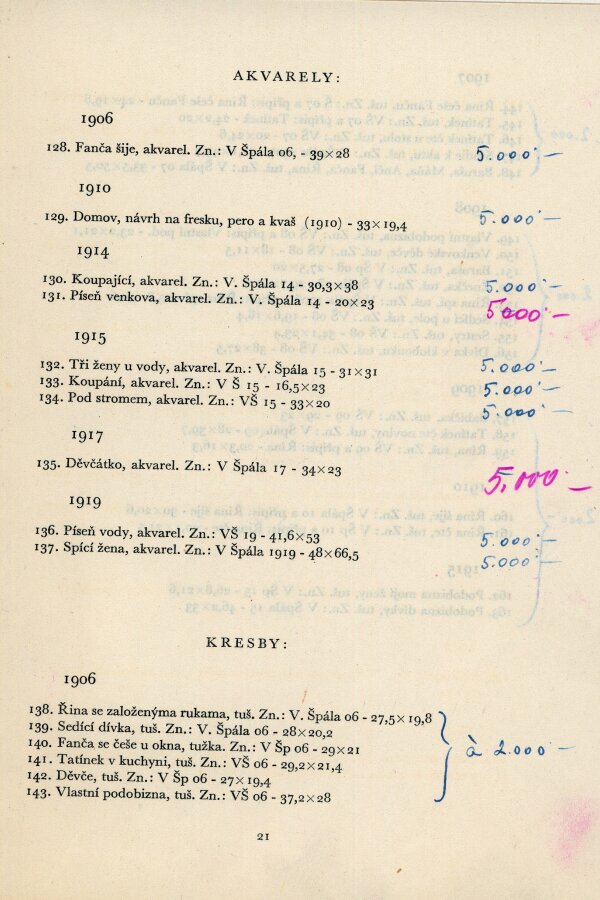 AKVARELY:
1906
128. Fanča šije, akvarel. Zn.: V Špála 06, - 39×28 5.000·–
1910
129. Domov, návrh na fresku, pero a kvaš (1910) - 33×19,4 5.000·–
1914
130. Koupající, akvarel. Zn.: V. Špála 14 - 30,3×38 5.000·–
131. Píseň venkova, akvarel. Zn.: V. Špála 14 - 20×23 5000·–
1915
132. Tři ženy u vody, akvarel. Zn.: V. Špála 15 - 31×31 5.000·–
133. Koupání, akvarel. Zn.: V Š 15 - 16,5×23 5.000·–
134. Pod stromem, akvarel. Zn.: VŠ 15 - 33×20 5.000·–
1917
135. Děvčátko, akvarel. Zn.: V Špála 17 - 34×23 5.000·–
1919
136. Píseň vody, akvarel. Zn.: VŠ 19 - 41,6×53 5.000·–
137. Spící žena, akvarel. Zn.: V Špála 1919 - 48×66,5 5.000·–
KRESBY:
1906
138. Řina se založenýma rukama, tuš. Zn.: V. Špála 06 - 27,5×19,8
139. Sedící dívka, tuš. Zn.: V. Špála 06 - 28×20,2
140. Fanča se češe u okna, tužka. Zn.: V Šp 06 - 29×21 à 2.000·–
141. Tatínek v kuchyni, tuš. Zn.: VŠ 06 - 29,2×21,4
142. Děvče, tuš. Zn.: V Šp 06 - 27×19,4
143. Vlastní podobizna, tuš. Zn.: VŠ 06 - 37,2×28
21